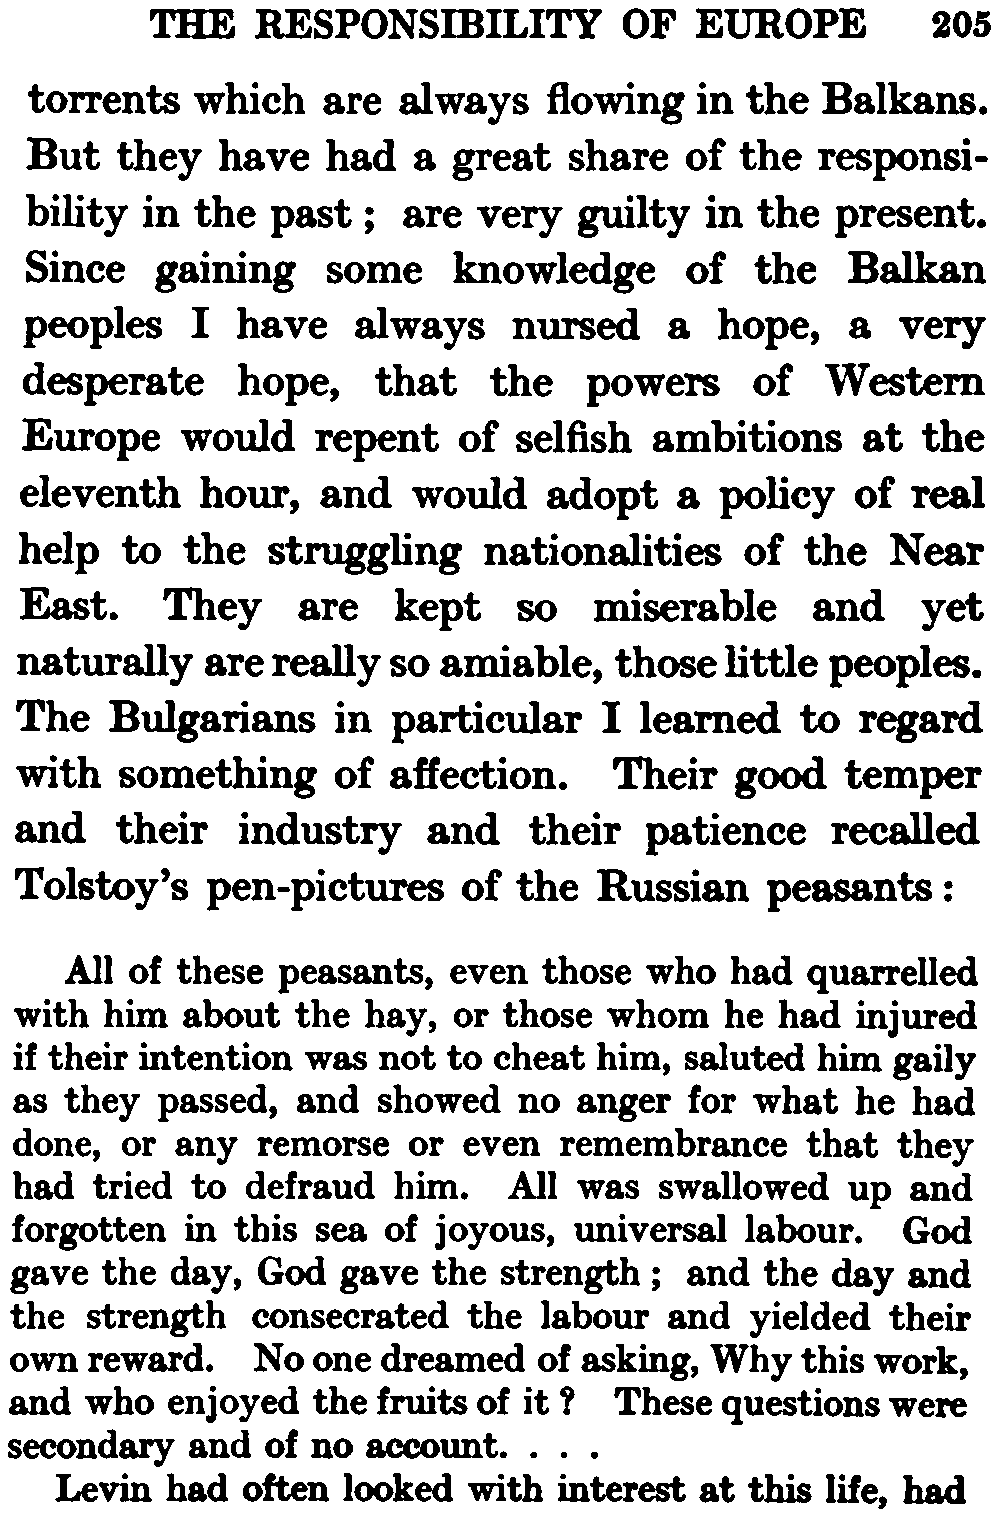 THE RESPONSIBILITY OF EUROPE 205
torrents which are always flowing in the Balkans.
But they have had a great share of the responsi-
bility in the past ; are very guilty in the present.
Since gaining some knowledge of the Balkan
peoples I have always nursed a hope, a very
desperate hope, that the powers of Western
Europe would repent of selfish ambitions at the
eleventh hour, and would adopt a policy of real
help to the struggling nationalities of the Near
East. They are kept so miserable and yet
naturally are really so amiable, those little peoples.
The Bulgarians in particular I learned to regard
with something of affection. Their good temper
and their industry and their patience recalled
Tolstoy's pen-pictures of the Russian peasants :
All of these peasants, even those who had quarrelled
with him about the hay, or those whom he had injured
if their intention was not to cheat him, saluted him gaily
as they passed, and showed no anger for what he had
done, or any remorse or even remembrance that they
had tried to defraud him. All was swallowed up and
forgotten in this sea of joyous, universal labour. God
gave the day, God gave the strength ; and the day and
the strength consecrated the labour and yielded their
own reward. No one dreamed of asking, Why this work,
and who enjoyed the fruits of it ? These questions were
secondary and of no account. . . .
Levin had often looked with interest at this life, had